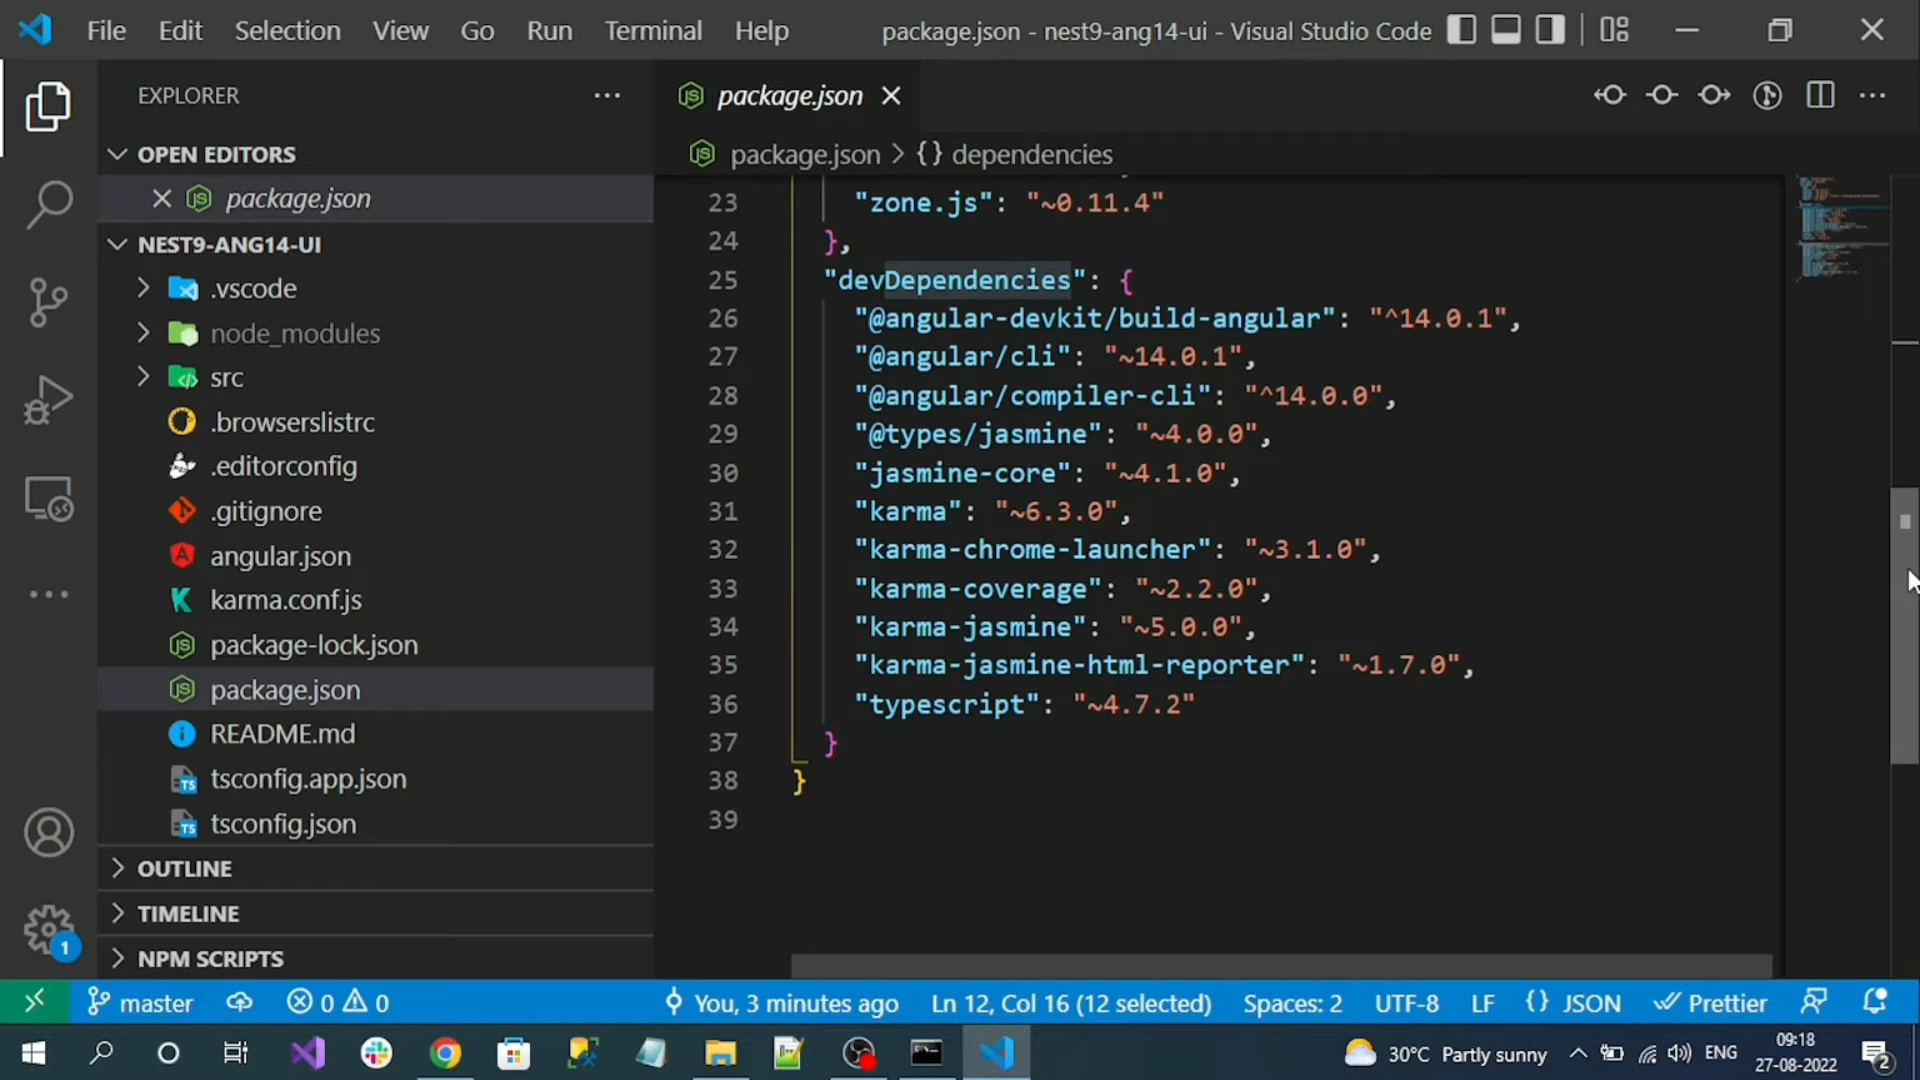 File Edit Selection View Go Run Terminal Help
package.json - nest9-ang14-ui - Visual Studio Code
EXPLORER
OPEN EDITORS
package.json
NEST9-ANG14-UI
.vscode
node_modules
src
.browserslistrc
.editorconfig
.gitignore
angular.json
karma.conf.js
package-lock.json
package.json
README.md
tsconfig.app.json
tsconfig.json
OUTLINE
TIMELINE
NPM SCRIPTS
package.json
package.json > {} dependencies
23 "zone.js": "~0.11.4"
24 },
25 "devDependencies": {
26 "@angular-devkit/build-angular": "^14.0.1",
27 "@angular/cli": "~14.0.1",
28 "@angular/compiler-cli": "^14.0.0",
29 "@types/jasmine": "~4.0.0",
30 "jasmine-core": "~4.1.0",
31 "karma": "~6.3.0",
32 "karma-chrome-launcher": "~3.1.0",
33 "karma-coverage": "~2.2.0",
34 "karma-jasmine": "~5.0.0",
35 "karma-jasmine-html-reporter": "~1.7.0",
36 "typescript": "~4.7.2"
37 }
38 }
39
1
master 0 0 You, 3 minutes ago Ln 12, Col 16 (12 selected) Spaces: 2 UTF-8 LF {} JSON Prettier
30°C Partly sunny ENG
09:18
27-08-2022
2